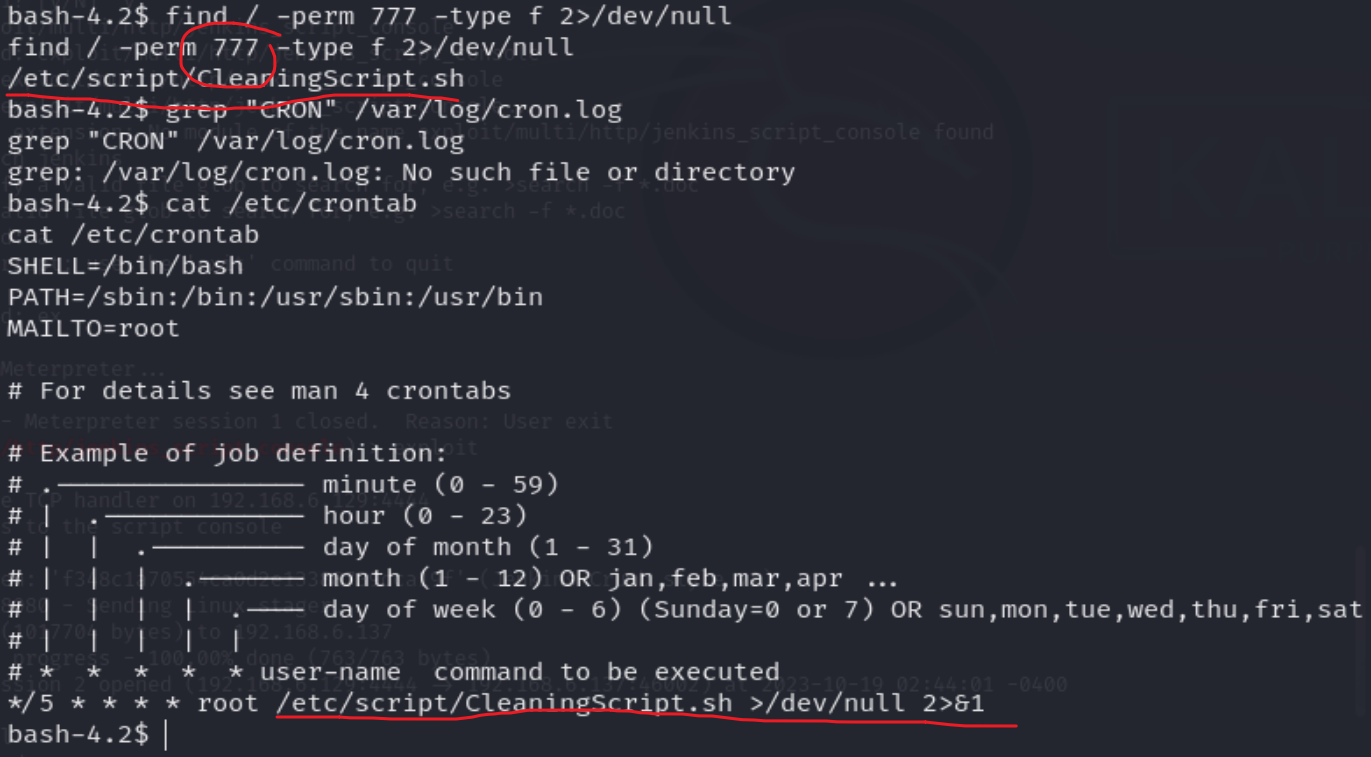 bash-4.2$ find / -perm 777 -type f 2>/dev/null
find / -perm 777 -type f 2>/dev/null
/etc/script/CleaningScript.sh
bash-4.2$ grep "CRON" /var/log/cron.log
grep "CRON" /var/log/cron.log
grep: /var/log/cron.log: No such file or directory
bash-4.2$ cat /etc/crontab
cat /etc/crontab
SHELL=/bin/bash
PATH=/sbin:/bin:/usr/sbin:/usr/bin
MAILTO=root
# For details see man 4 crontabs
# Example of job definition:
# .---------------- minute (0 - 59)
# |  .------------- hour (0 - 23)
# |  |  .---------- day of month (1 - 31)
# |  |  |  .------- month (1 - 12) OR jan,feb,mar,apr ...
# |  |  |  |  .---- day of week (0 - 6) (Sunday=0 or 7) OR sun,mon,tue,wed,thu,fri,sat
# |  |  |  |  |
# *  *  *  *  * user-name  command to be executed
*/5 * * * * root /etc/script/CleaningScript.sh >/dev/null 2>&1
bash-4.2$